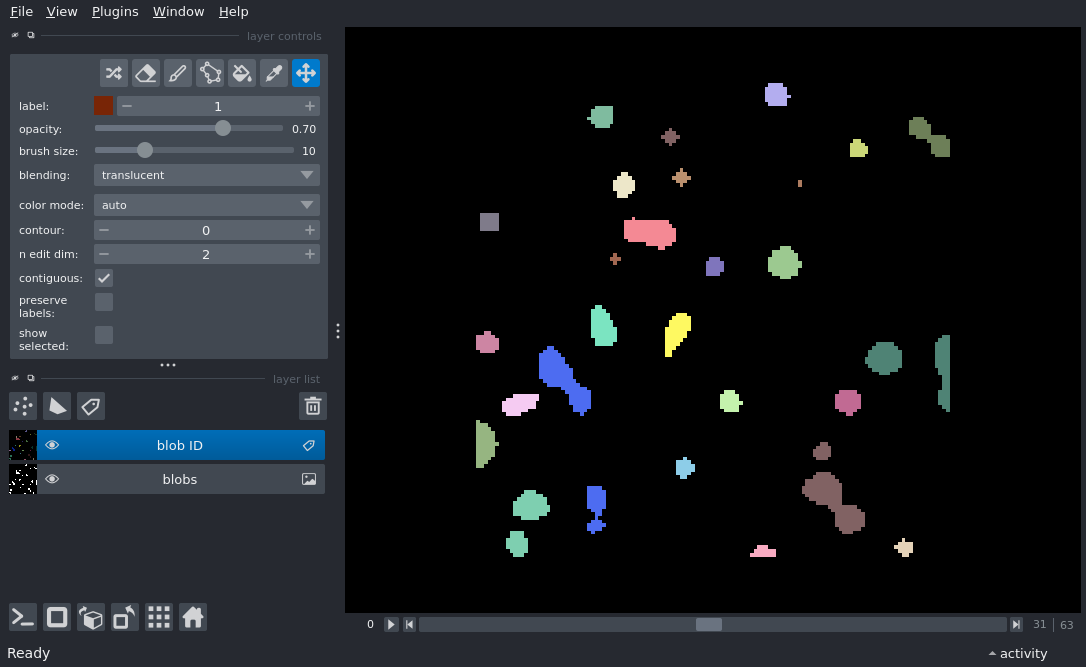 File View Plugins Window Help
layer controls
label: 1
opacity: 0.70
brush size: 10
blending: translucent
color mode: auto
contour: 0
n edit dim: 2
contiguous:
preserve
labels:
show
selected:
layer list
blob ID
blobs
0 31 | 63
Ready activity